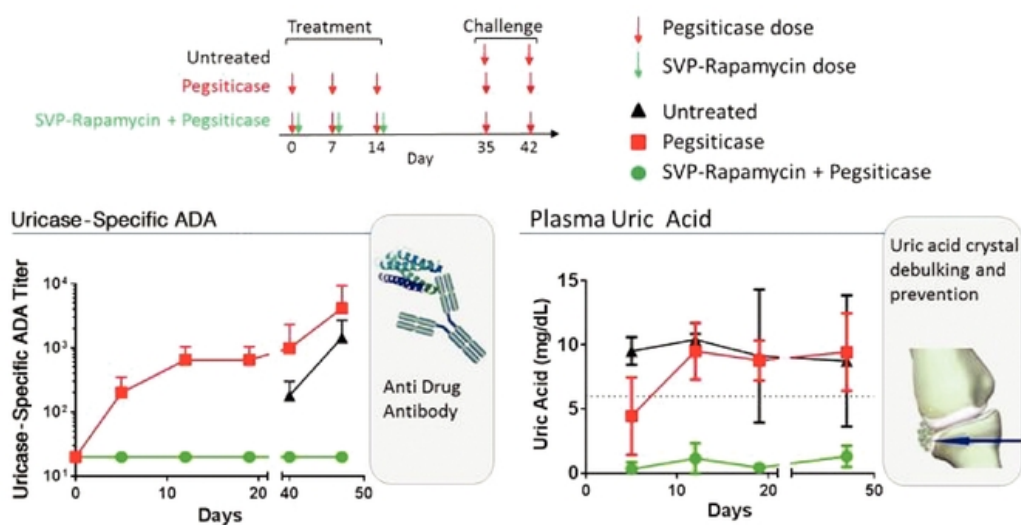 Treatment
Challenge
Untreated
Pegsiticase
SVP-Rapamycin + Pegsiticase
0 7 14 35 42
Day
Pegsiticase dose
SVP-Rapamycin dose
Untreated
Pegsiticase
SVP-Rapamycin + Pegsiticase
Uricase-Specific ADA
Uricase-Specific ADA Titer
10⁴
10³
10²
10¹
0 10 20 40 50
Days
Anti Drug
Antibody
Plasma Uric Acid
Uric Acid (mg/dL)
15
10
5
0
0 10 20 50
Days
Uric acid crystal
debulking and
prevention